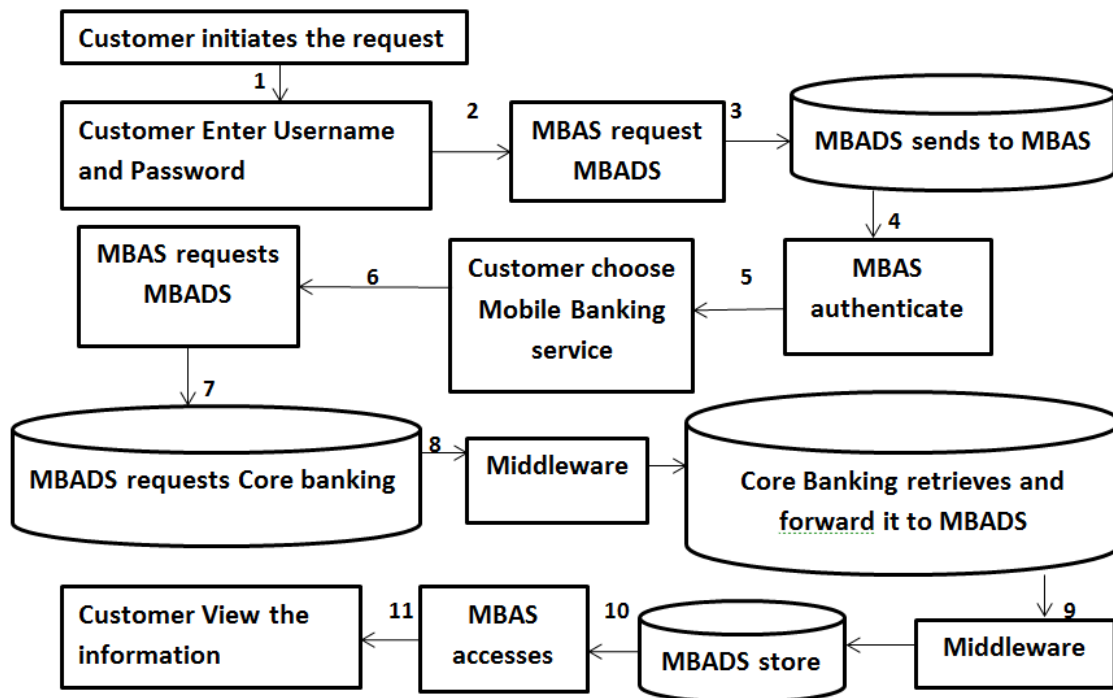 Customer initiates the request
1
Customer Enter Username
and Password
2
MBAS request
MBADS
3
MBADS sends to MBAS
4
MBAS
authenticate
5
Customer choose
Mobile Banking
service
6
MBAS requests
MBADS
7
MBADS requests Core banking
8
Middleware
Core Banking retrieves and
forward it to MBADS
9
Middleware
MBADS store
10
MBAS
accesses
11
Customer View the
information